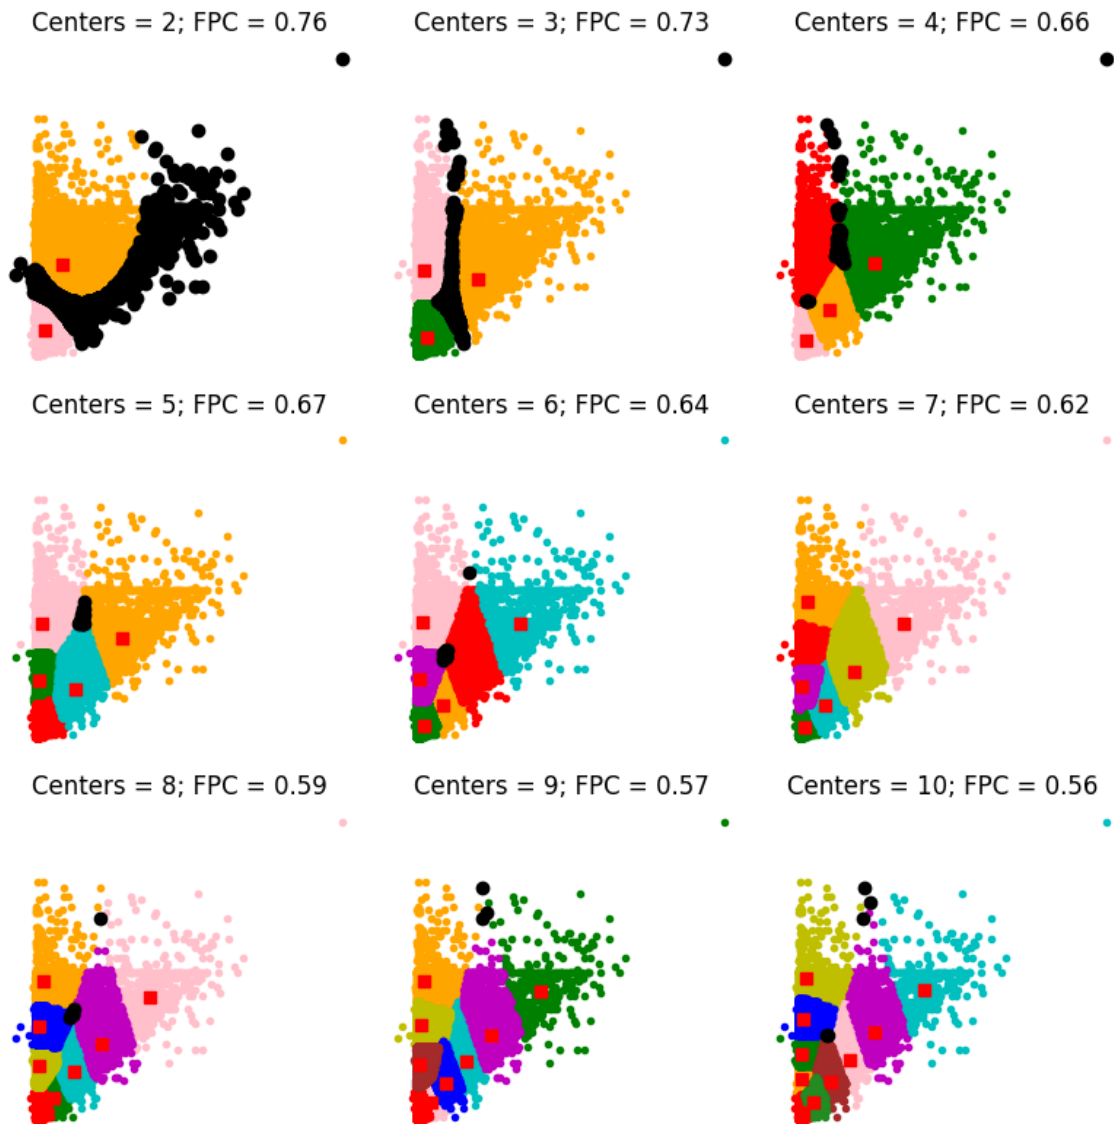 Centers = 2; FPC = 0.76
Centers = 3; FPC = 0.73
Centers = 4; FPC = 0.66
Centers = 5; FPC = 0.67
Centers = 6; FPC = 0.64
Centers = 7; FPC = 0.62
Centers = 8; FPC = 0.59
Centers = 9; FPC = 0.57
Centers = 10; FPC = 0.56